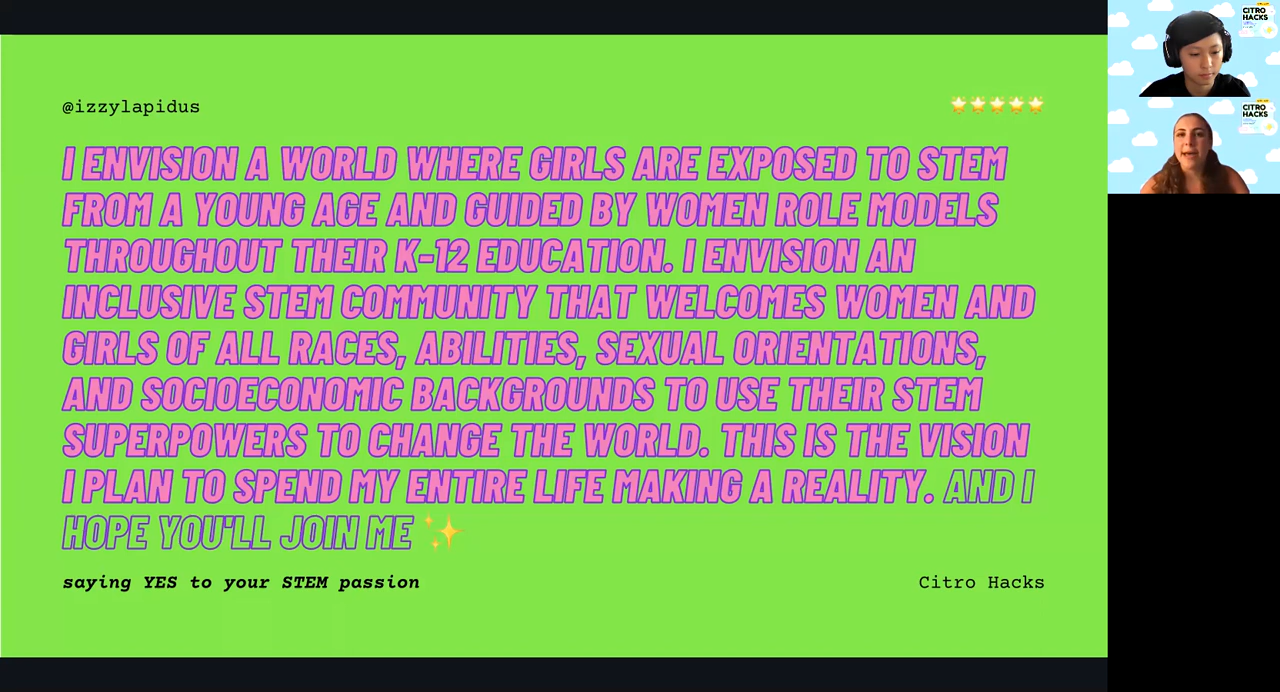 @izzylapidus
I ENVISION A WORLD WHERE GIRLS ARE EXPOSED TO STEM
FROM A YOUNG AGE AND GUIDED BY WOMEN ROLE MODELS
THROUGHOUT THEIR K-12 EDUCATION. I ENVISION AN
INCLUSIVE STEM COMMUNITY THAT WELCOMES WOMEN AND
GIRLS OF ALL RACES, ABILITIES, SEXUAL ORIENTATIONS,
AND SOCIOECONOMIC BACKGROUNDS TO USE THEIR STEM
SUPERPOWERS TO CHANGE THE WORLD. THIS IS THE VISION
I PLAN TO SPEND MY ENTIRE LIFE MAKING A REALITY. AND I
HOPE YOU'LL JOIN ME
saying YES to your STEM passion
Citro Hacks
CITRO
HACKS
CITRO
HACKS